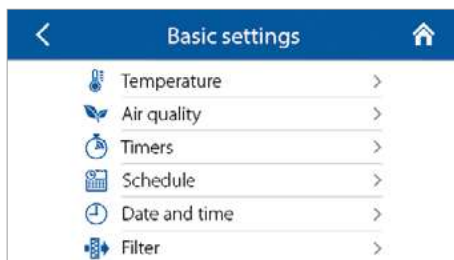 Basic settings
Temperature
Air quality
Timers
Schedule
Date and time
Filter